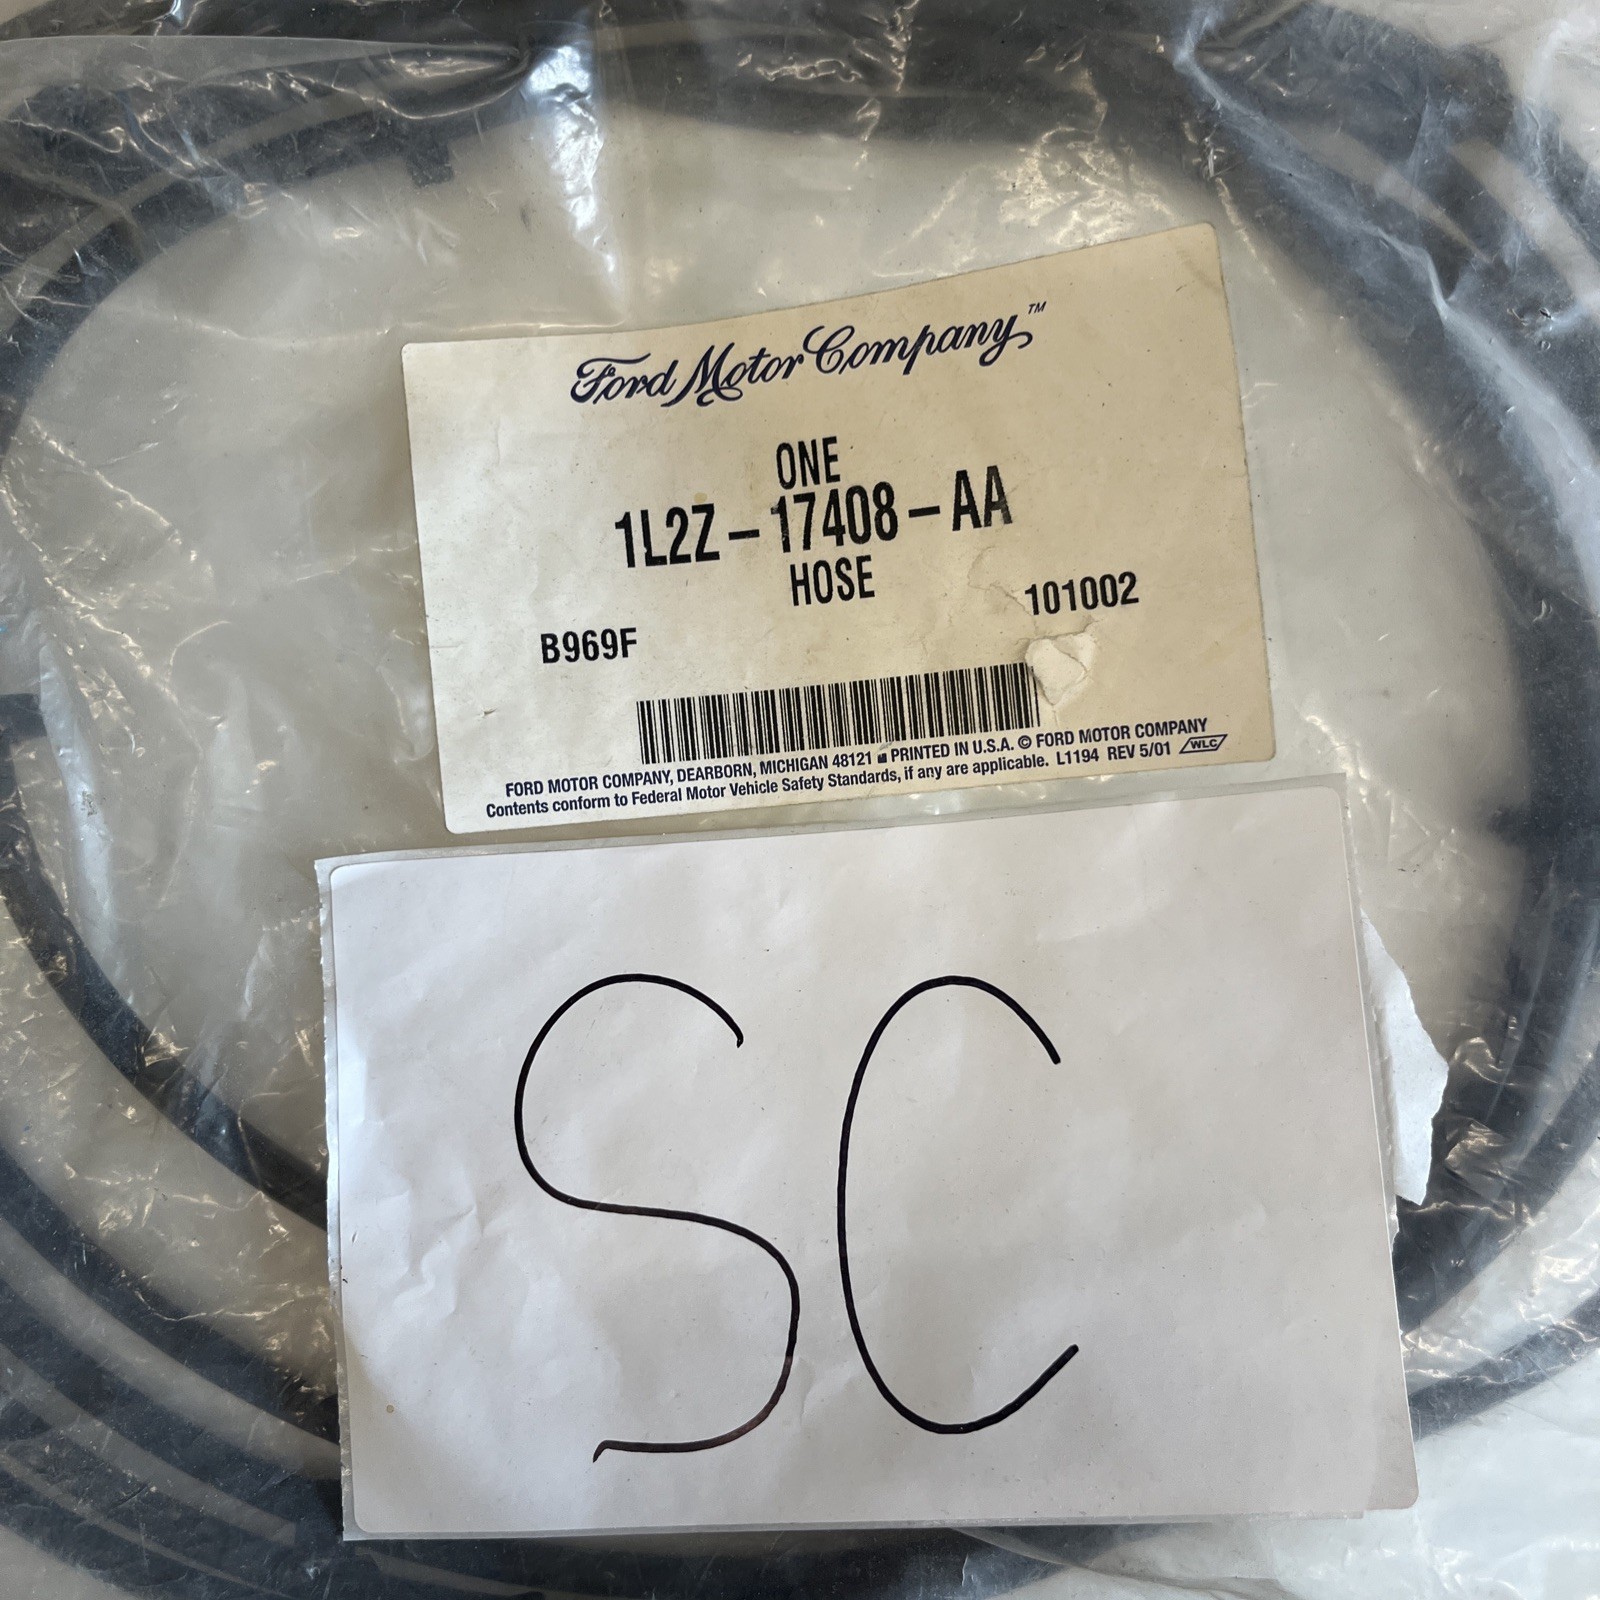 Ford Motor Company™
ONE
1L2Z-17408-AA
HOSE
B969F 101002
FORD MOTOR COMPANY, DEARBORN, MICHIGAN 48121 PRINTED IN U.S.A. © FORD MOTOR COMPANY
Contents conform to Federal Motor Vehicle Safety Standards, if any are applicable. L1194 REV 5/01 WLC
SC